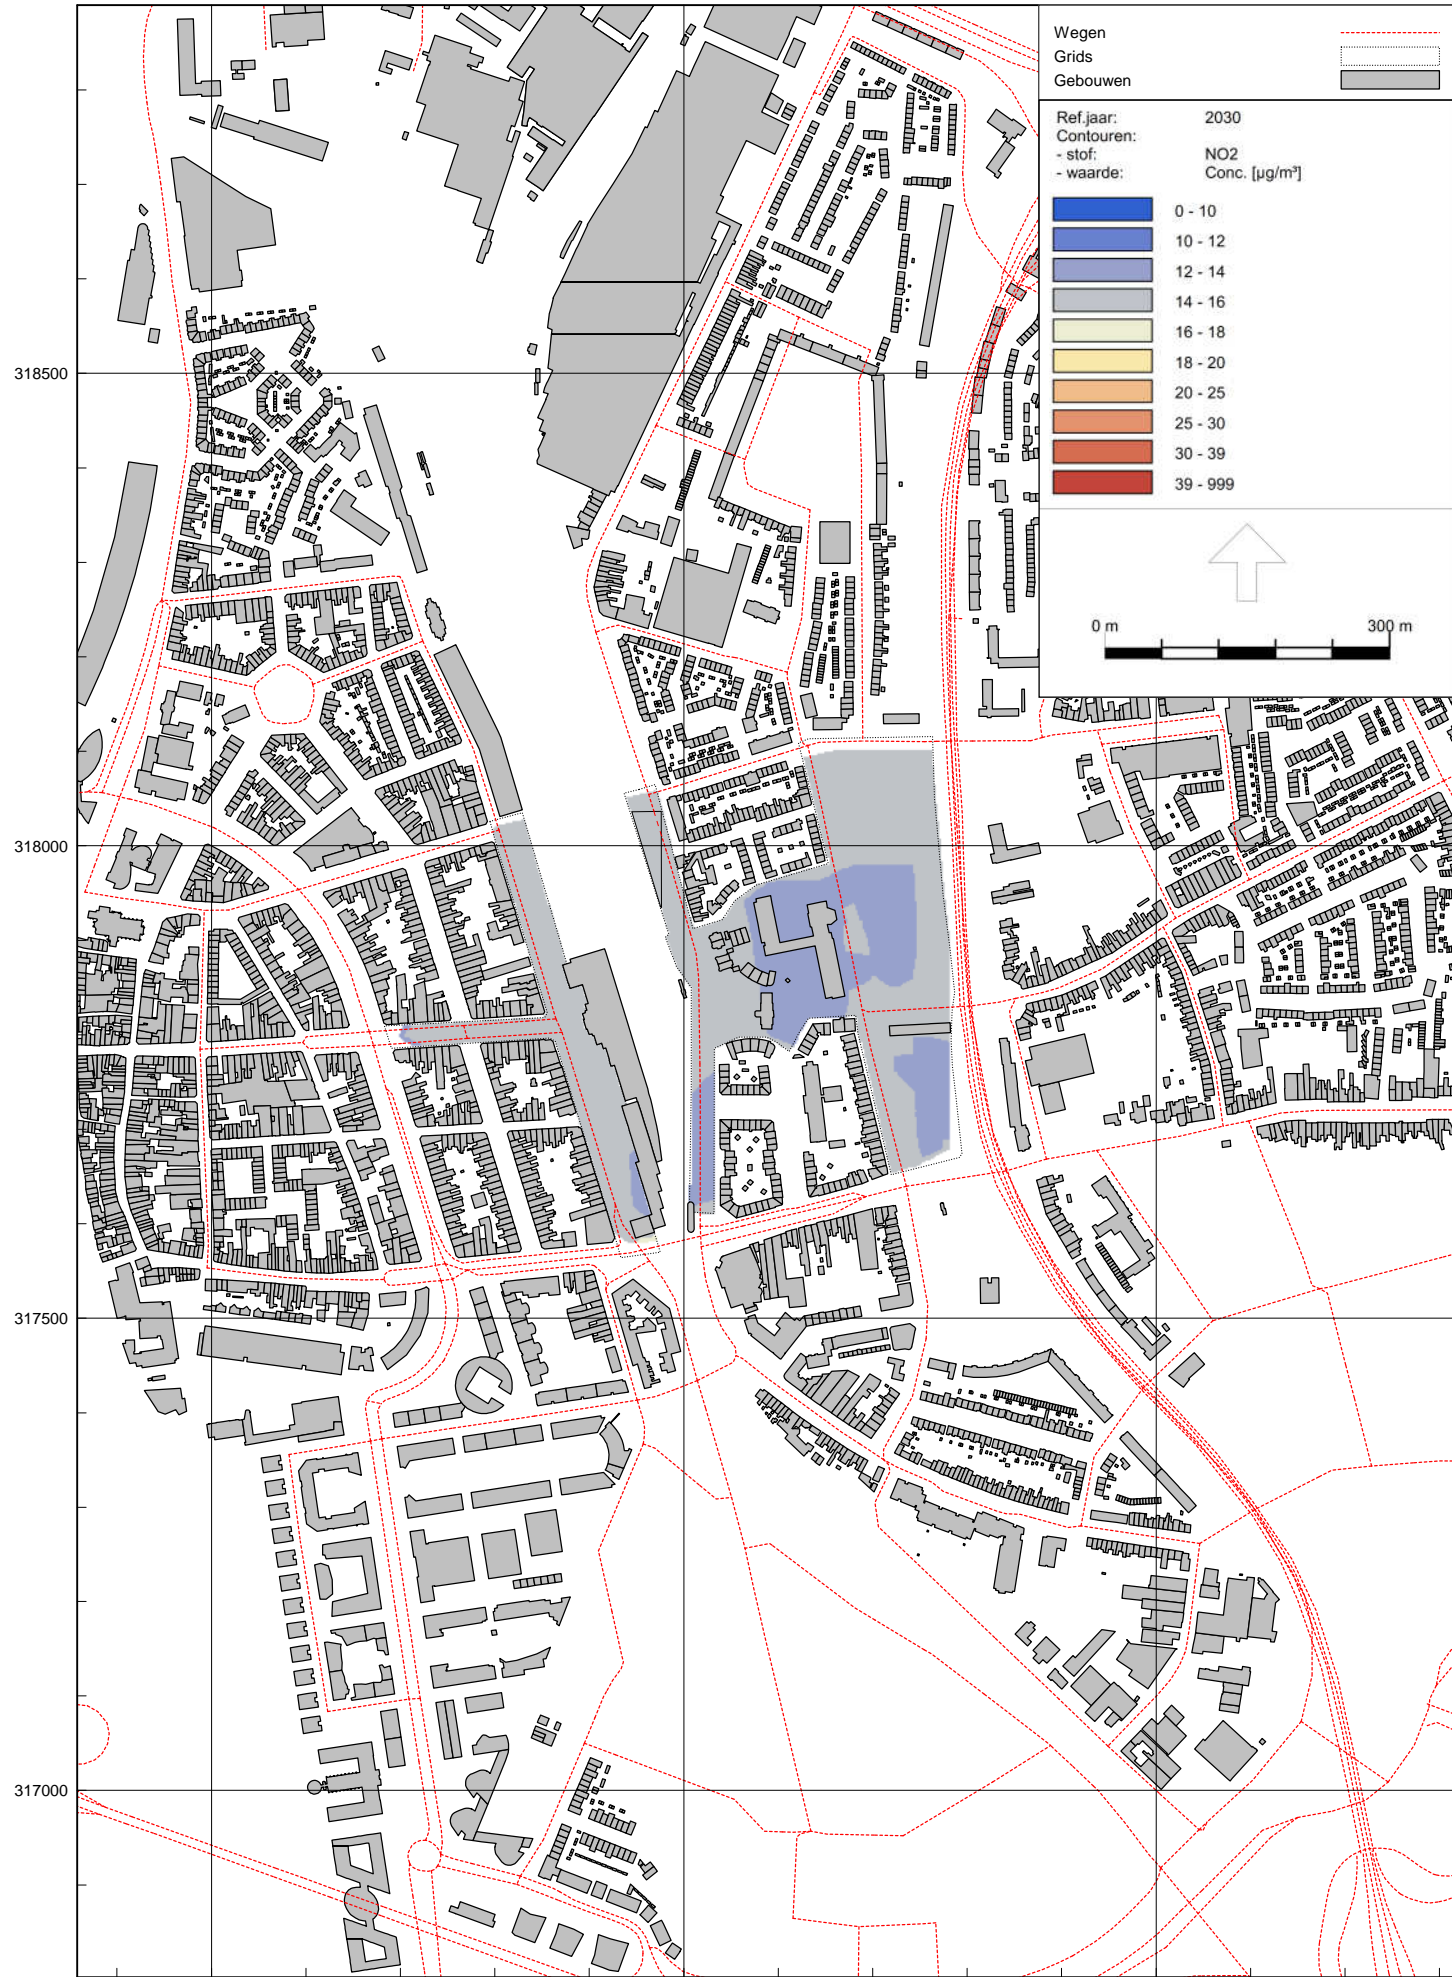 Wegen
Grids
Gebouwen
Ref.jaar: 2030
Contouren:
- stof: NO2
- waarde: Conc. [µg/m³]
0 - 10
10 - 12
12 - 14
14 - 16
16 - 18
18 - 20
20 - 25
25 - 30
30 - 39
39 - 999
0 m 300 m
318500
318000
317500
317000